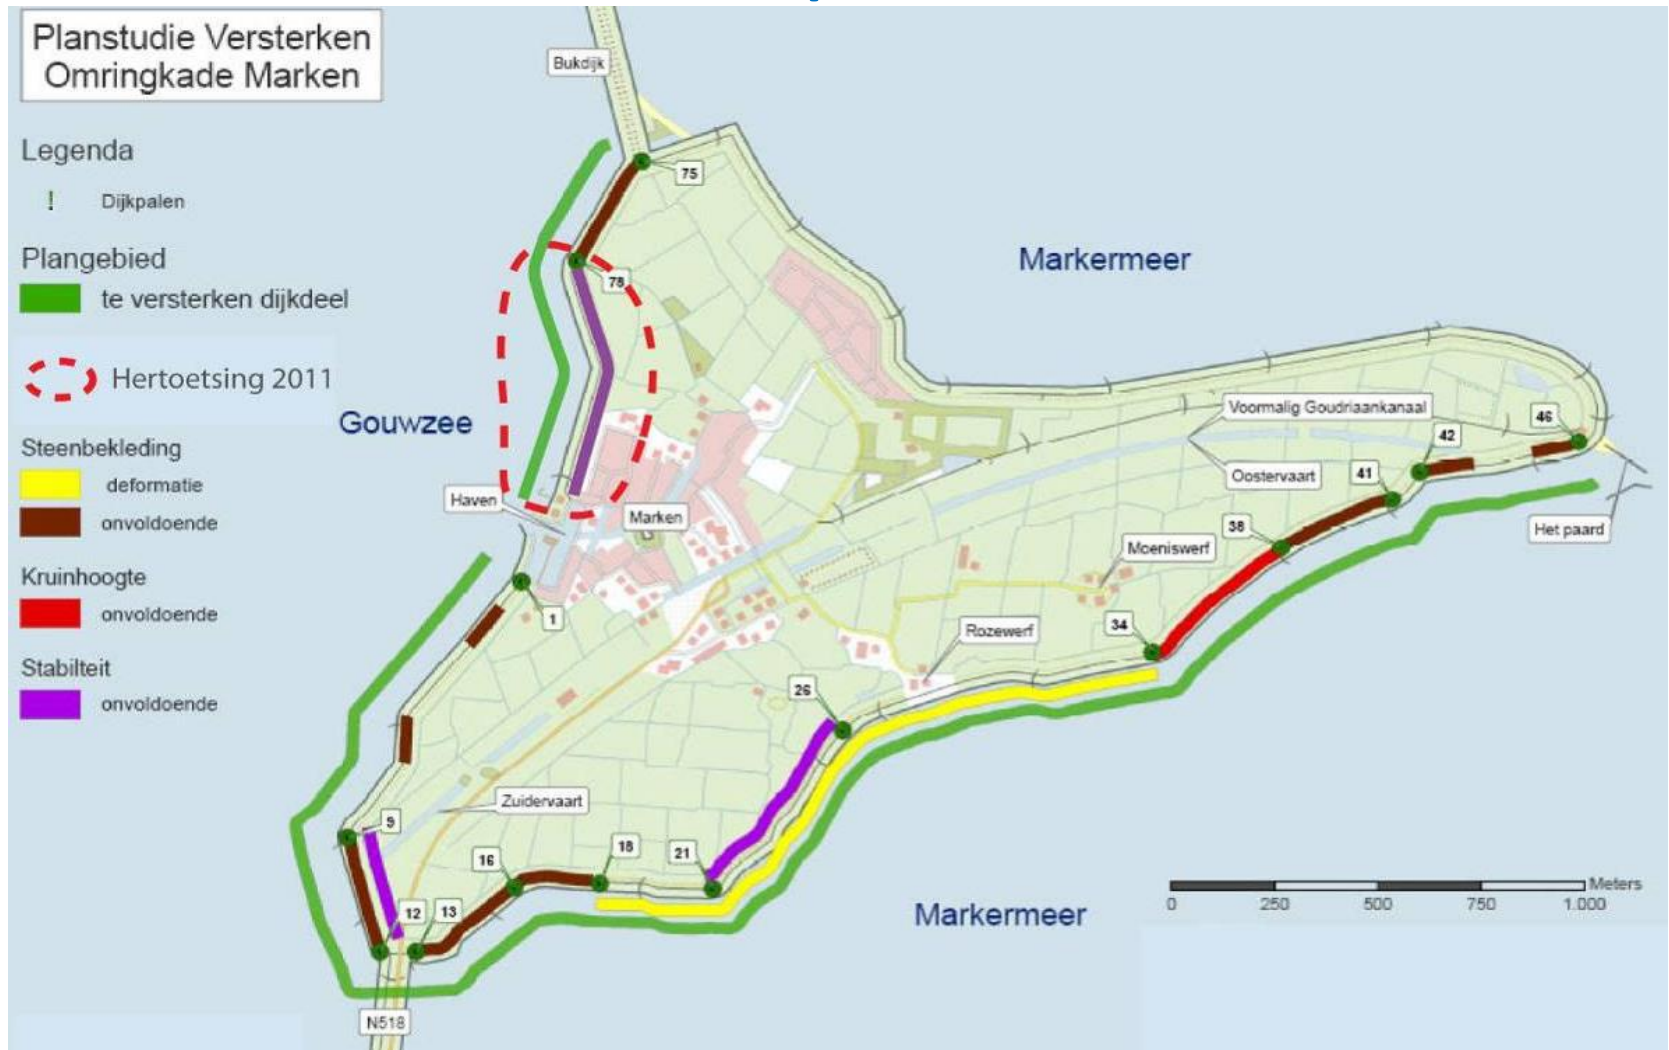 Planstudie Versterken
Omringkade Marken
Legenda
! Dijkpalen
Plangebied
te versterken dijkdeel
Hertoetsing 2011
Steenbekleding
deformatie
onvoldoende
Kruinhoogte
onvoldoende
Stabilteit
onvoldoende
Bukdijk
75
78
Markermeer
Gouwzee
Haven
Marken
1
Voormalig Goudriaankanaal
Oostervaart
46
42
41
38
Het paard
Moeniswerf
34
Rozewerf
26
Zuidervaart
9
16
18
21
12
13
N518
Markermeer
Meters
0 250 500 750 1.000